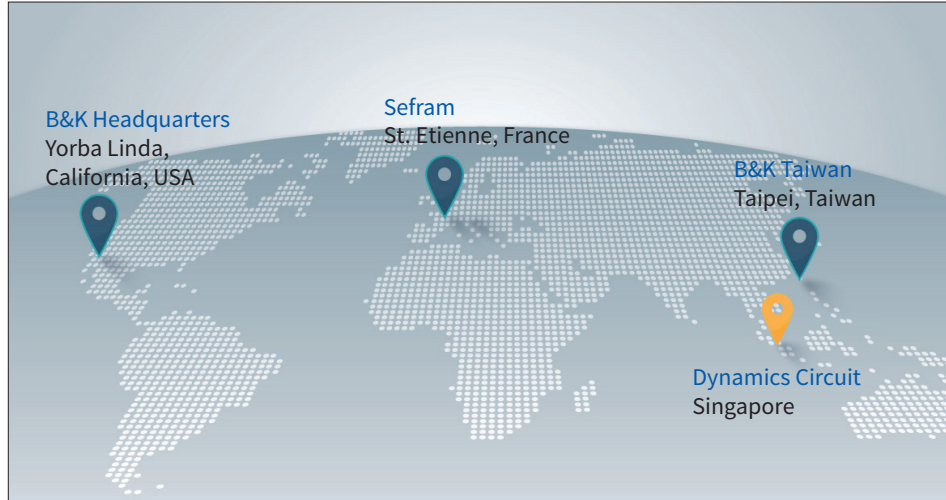 B&K Headquarters
Yorba Linda,
California, USA
Sefram
St. Etienne, France
B&K Taiwan
Taipei, Taiwan
Dynamics Circuit
Singapore